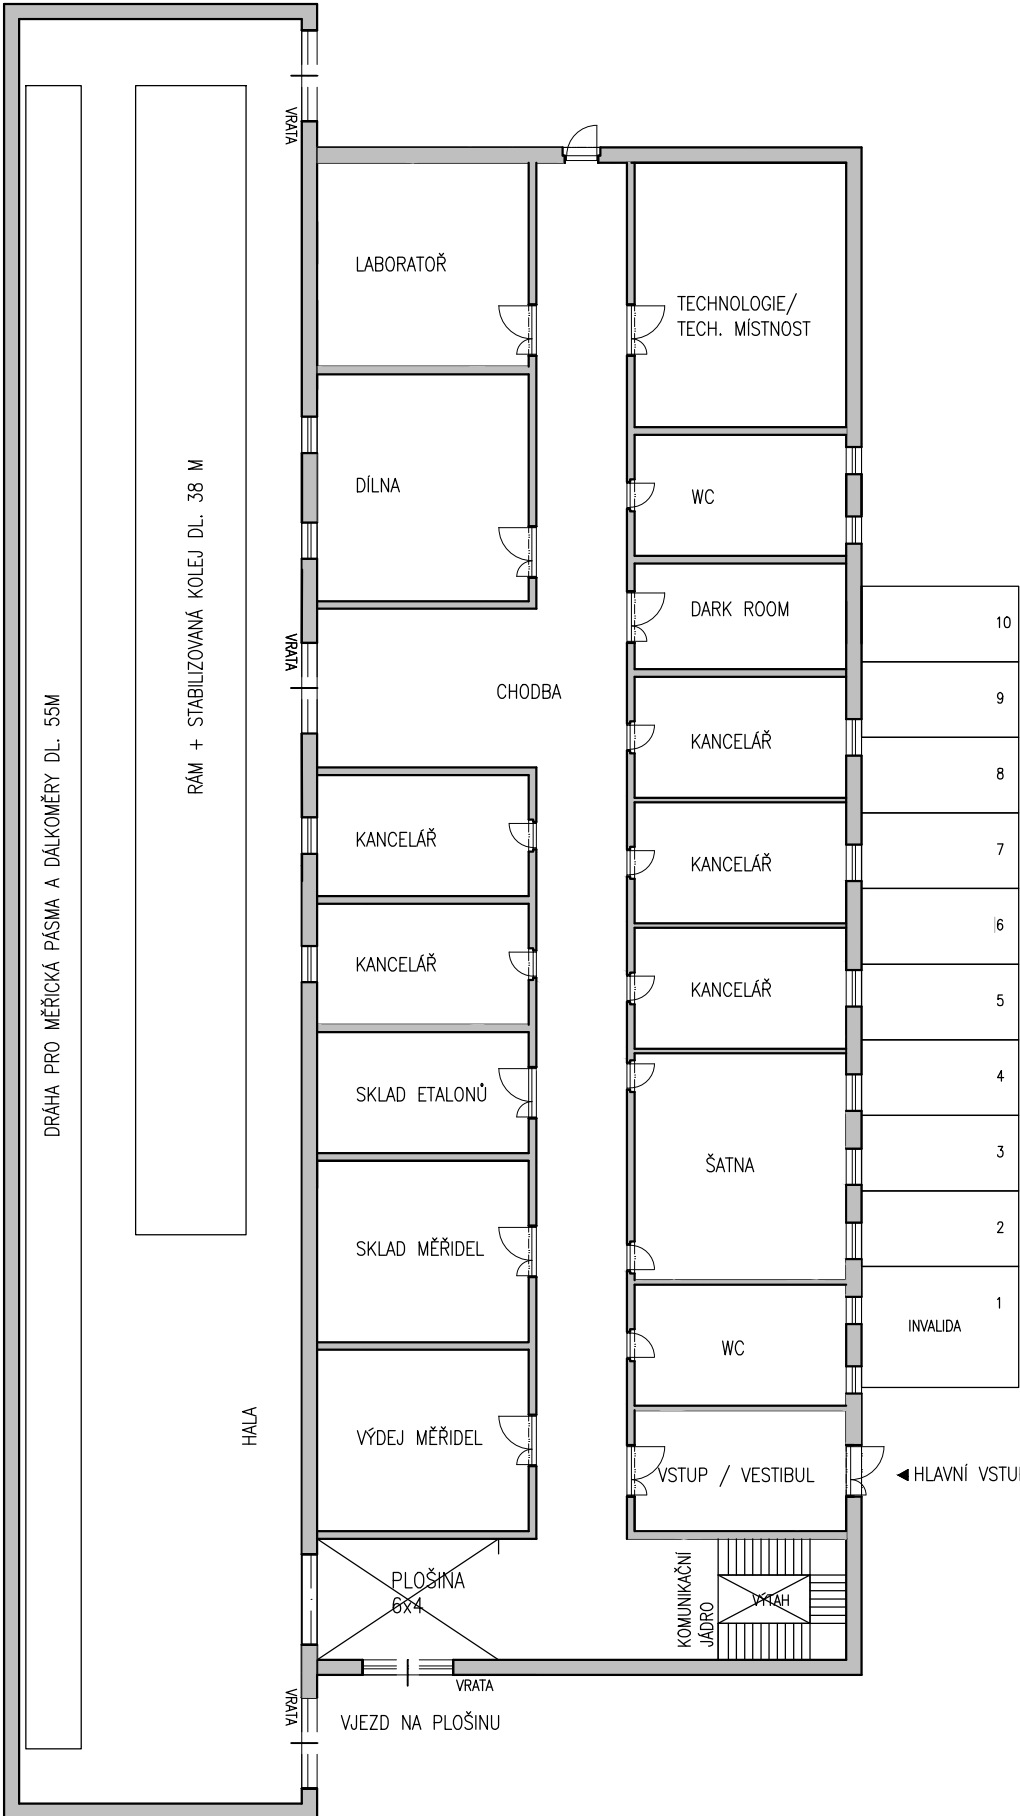 VRATA
LABORATOŘ
TECHNOLOGIE/
TECH. MÍSTNOST
DÍLNA
WC
RÁM + STABILIZOVANÁ KOLEJ DL. 38 M
DARK ROOM
10
VRATA
CHODBA
9
KANCELÁŘ
8
DRÁHA PRO MĚŘICKÁ PÁSMA A DÁLKOMĚRY DL. 55M
KANCELÁŘ
7
KANCELÁŘ
6
KANCELÁŘ
KANCELÁŘ
5
SKLAD ETALONŮ
4
ŠATNA
3
SKLAD MĚŘIDEL
2
1
INVALIDA
WC
HALA
VÝDEJ MĚŘIDEL
VSTUP / VESTIBUL
HLAVNÍ VSTU
PLOŠINA
6x4
KOMUNIKAČNÍ
JÁDRO
VÝTAH
VRATA
VRATA
VJEZD NA PLOŠINU